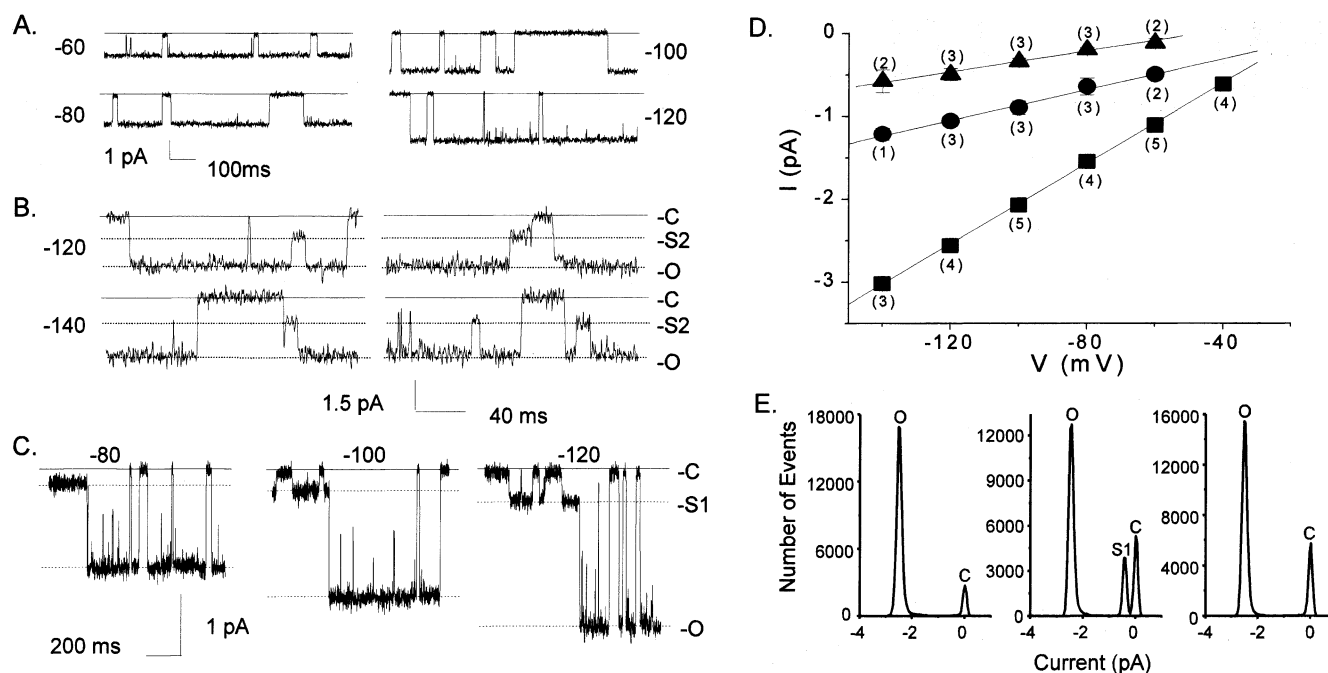 A.
-60
-100
-80
-120
1 pA
100ms
B.
-120
-C
-S2
-O
-140
-C
-S2
-O
1.5 pA
40 ms
C.
-80
-100
-120
-C
-S1
-O
200 ms
1 pA
D.
0
-1
-2
-3
I (pA)
(2) (3) (3) (3) (2)
(1) (3) (3) (3) (2)
(3) (4) (5) (4) (5) (4)
-120 -80 -40
V (mV)
E.
Number of Events
18000
12000
6000
0
O
C
-4 -2 0
12000
9000
6000
3000
0
O
S1
C
-4 -2 0
16000
12000
8000
4000
0
O
C
-4 -2 0
Current (pA)